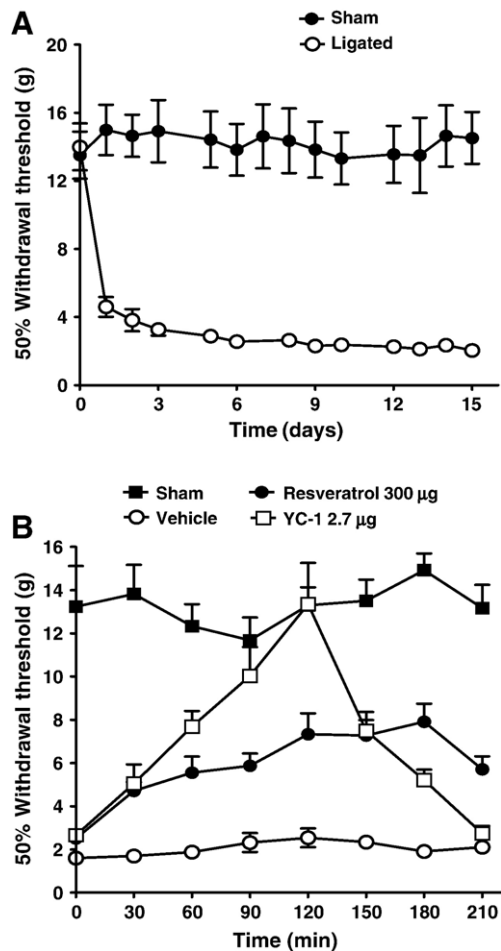 A
Sham
Ligated
50% Withdrawal threshold (g)
20
16
12
8
4
0
0 3 6 9 12 15
Time (days)
Sham Resveratrol 300 μg
Vehicle YC-1 2.7 μg
B
50% Withdrawal threshold (g)
16
14
12
10
8
6
4
2
0
0 30 60 90 120 150 180 210
Time (min)